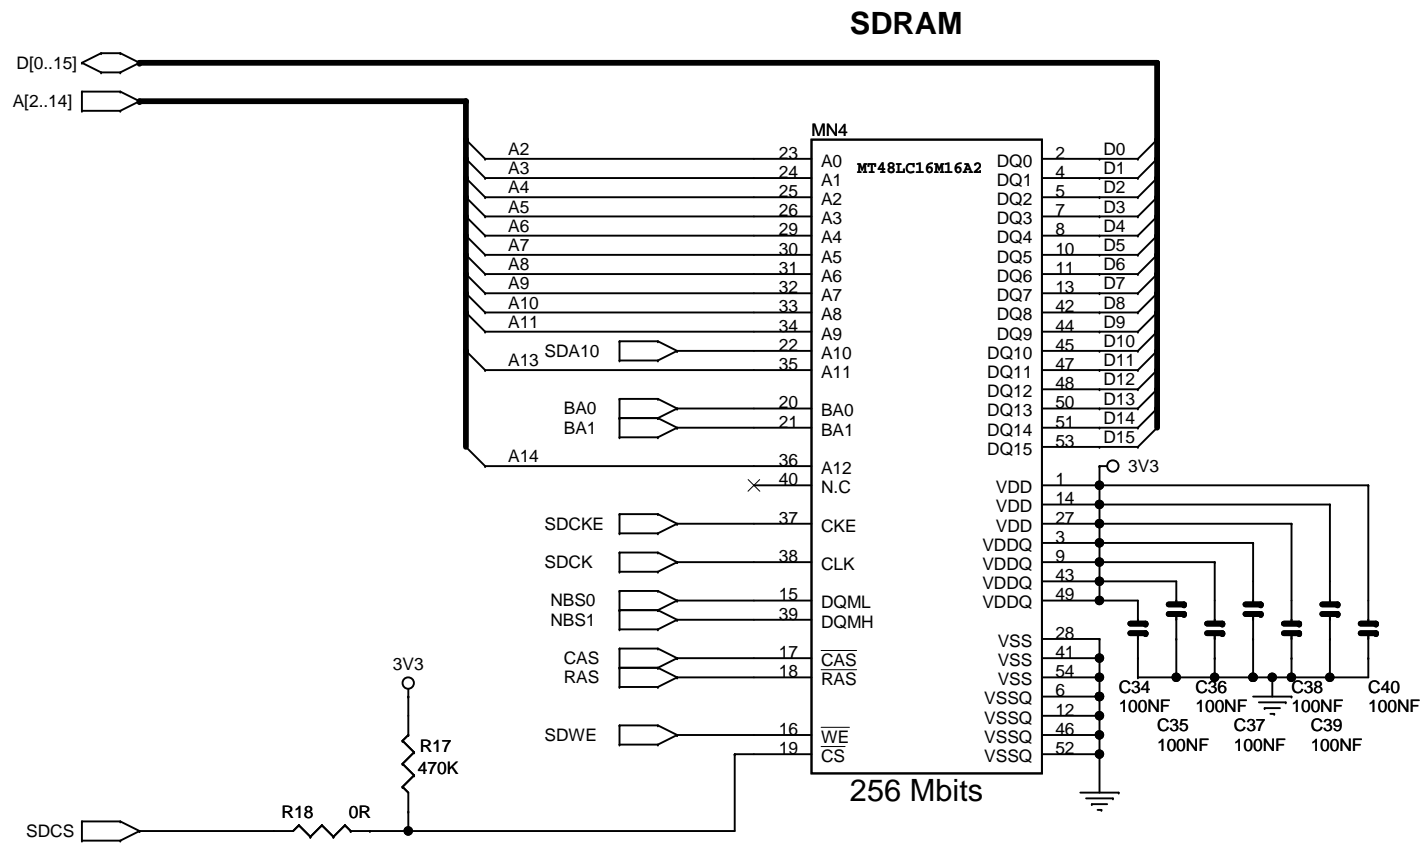 SDRAM
D[0..15]
A[2..14]
MN4
MT48LC16M16A2
A2 23 A0 DQ0 2 D0
A3 24 A1 DQ1 4 D1
A4 25 A2 DQ2 5 D2
A5 26 A3 DQ3 7 D3
A6 29 A4 DQ4 8 D4
A7 30 A5 DQ5 10 D5
A8 31 A6 DQ6 11 D6
A9 32 A7 DQ7 13 D7
A10 33 A8 DQ8 42 D8
A11 34 A9 DQ9 44 D9
SDA10 22 A10 DQ10 45 D10
A13 35 A11 DQ11 47 D11
DQ12 48 D12
BA0 20 BA0 DQ13 50 D13
BA1 21 BA1 DQ14 51 D14
DQ15 53 D15
A14 36 A12 3V3
40 N.C VDD 1
VDD 14
SDCKE 37 CKE VDD 27
VDDQ 3
SDCK 38 CLK VDDQ 9
VDDQ 43
NBS0 15 DQML VDDQ 49
NBS1 39 DQMH
VSS 28
CAS 17 CAS VSS 41
RAS 18 RAS VSS 54
3V3
VSSQ 6
VSSQ 12
SDWE 16 WE VSSQ 46
19 CS VSSQ 52
C34 100NF
C36 100NF
C38 100NF
C40 100NF
C35 100NF
C37 100NF
C39 100NF
R17
470K
256 Mbits
R18 0R
SDCS